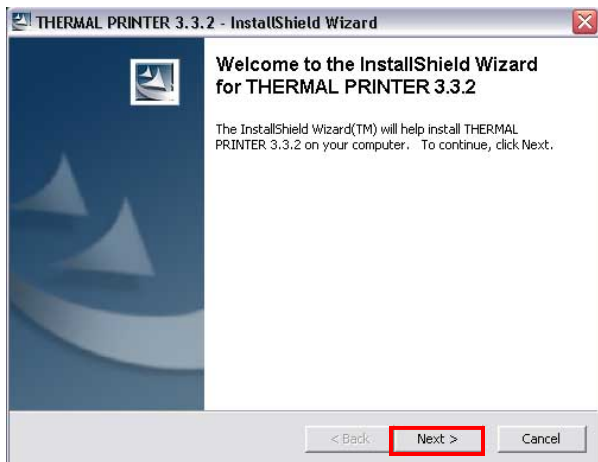 THERMAL PRINTER 3.3.2 - InstallShield Wizard
Welcome to the InstallShield Wizard
for THERMAL PRINTER 3.3.2
The InstallShield Wizard(TM) will help install THERMAL
PRINTER 3.3.2 on your computer. To continue, click Next.
< Back Next > Cancel